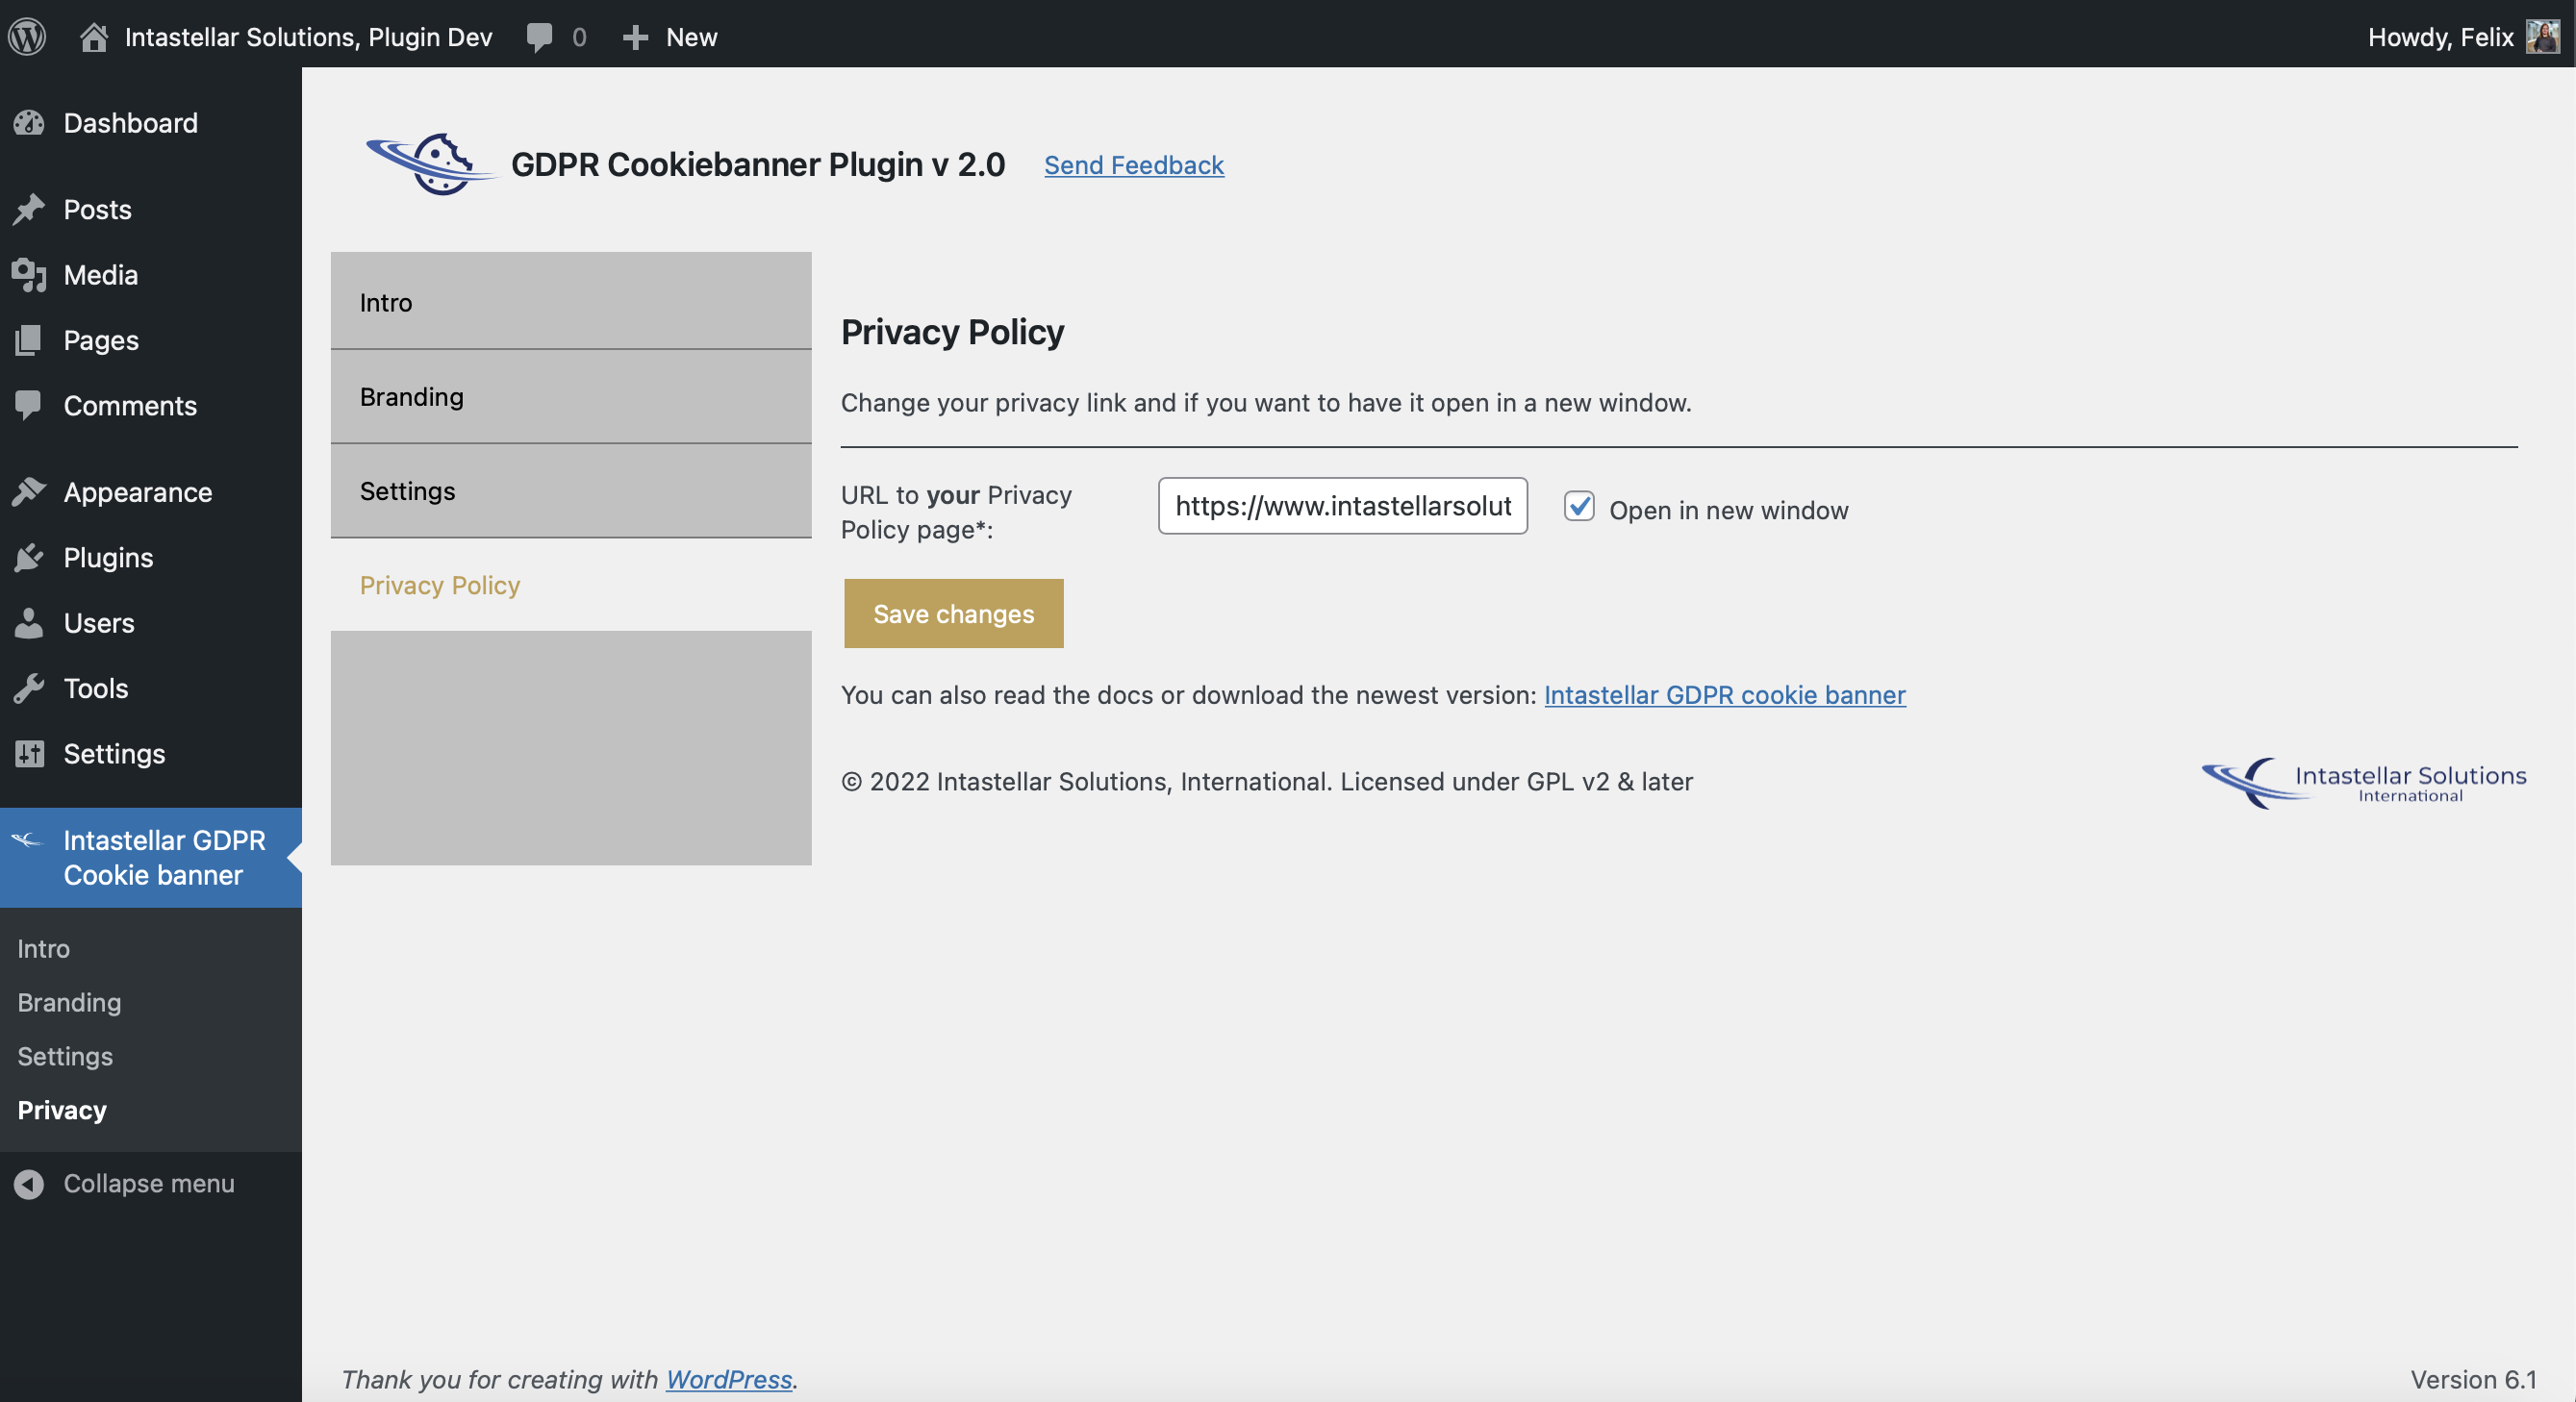 Intastellar Solutions, Plugin Dev 0 New Howdy, Felix
Dashboard
Posts
Media
Pages
Comments
Appearance
Plugins
Users
Tools
Settings
Intastellar GDPR
Cookie banner
Intro
Branding
Settings
Privacy
Collapse menu
GDPR Cookiebanner Plugin v 2.0 Send Feedback
Intro
Branding
Settings
Privacy Policy
Privacy Policy
Change your privacy link and if you want to have it open in a new window.
URL to your Privacy
Policy page*:
https://www.intastellarsolut
Open in new window
Save changes
You can also read the docs or download the newest version: Intastellar GDPR cookie banner
© 2022 Intastellar Solutions, International. Licensed under GPL v2 & later
Intastellar Solutions
International
Thank you for creating with WordPress.
Version 6.1